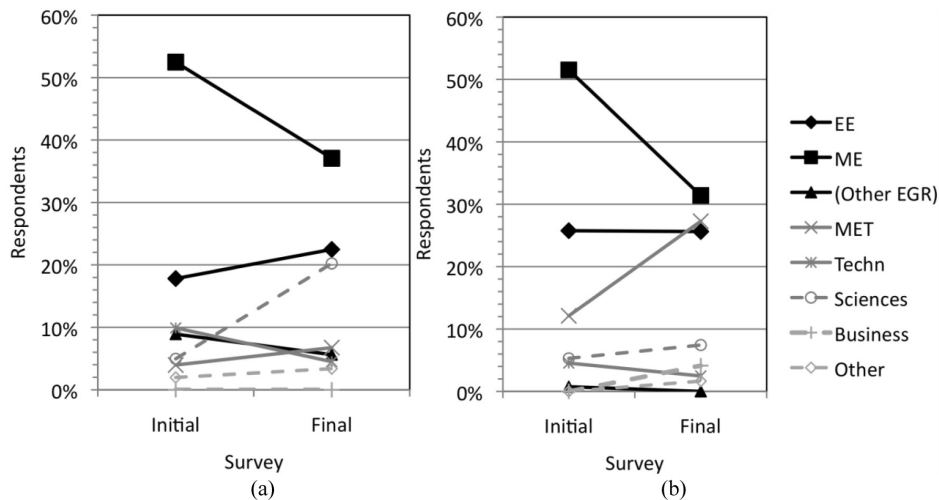 60%
50%
40%
30%
20%
10%
0%
Respondents
Initial
Final
Survey
(a)
60%
50%
40%
30%
20%
10%
0%
Respondents
Initial
Final
Survey
(b)
EE
ME
(Other EGR)
MET
Techn
Sciences
Business
Other